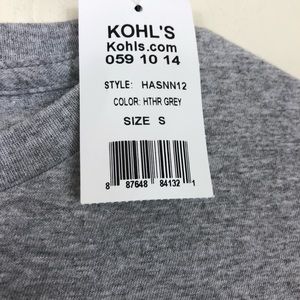 KOHL'S
Kohls.com
059 10 14
STYLE: HASNN12
COLOR: HTHR GREY
SIZE S
8 87648 84132 1